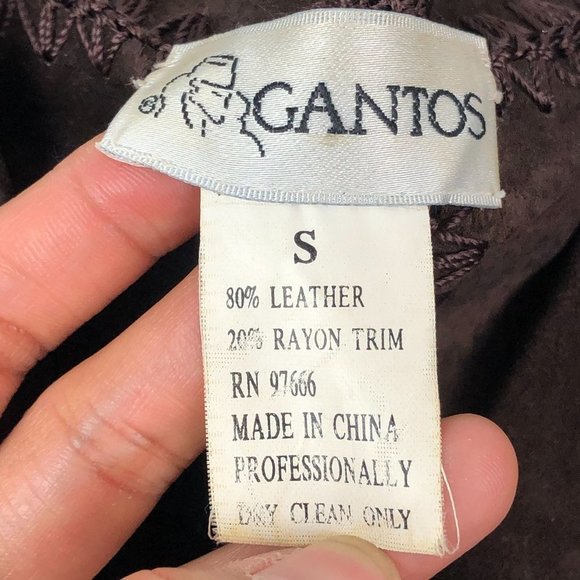 ® GANTOS
S
80% LEATHER
20% RAYON TRIM
RN 97666
MADE IN CHINA
PROFESSIONALLY
DRY CLEAN ONLY